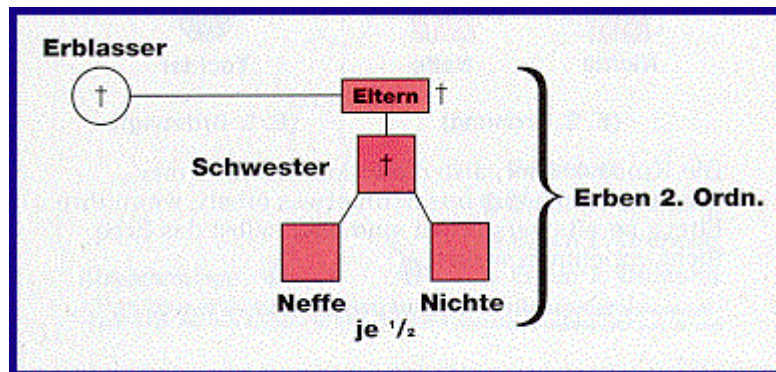 Erblasser
†
Eltern †
Schwester †
Erben 2. Ordn.
Neffe Nichte
je 1/2